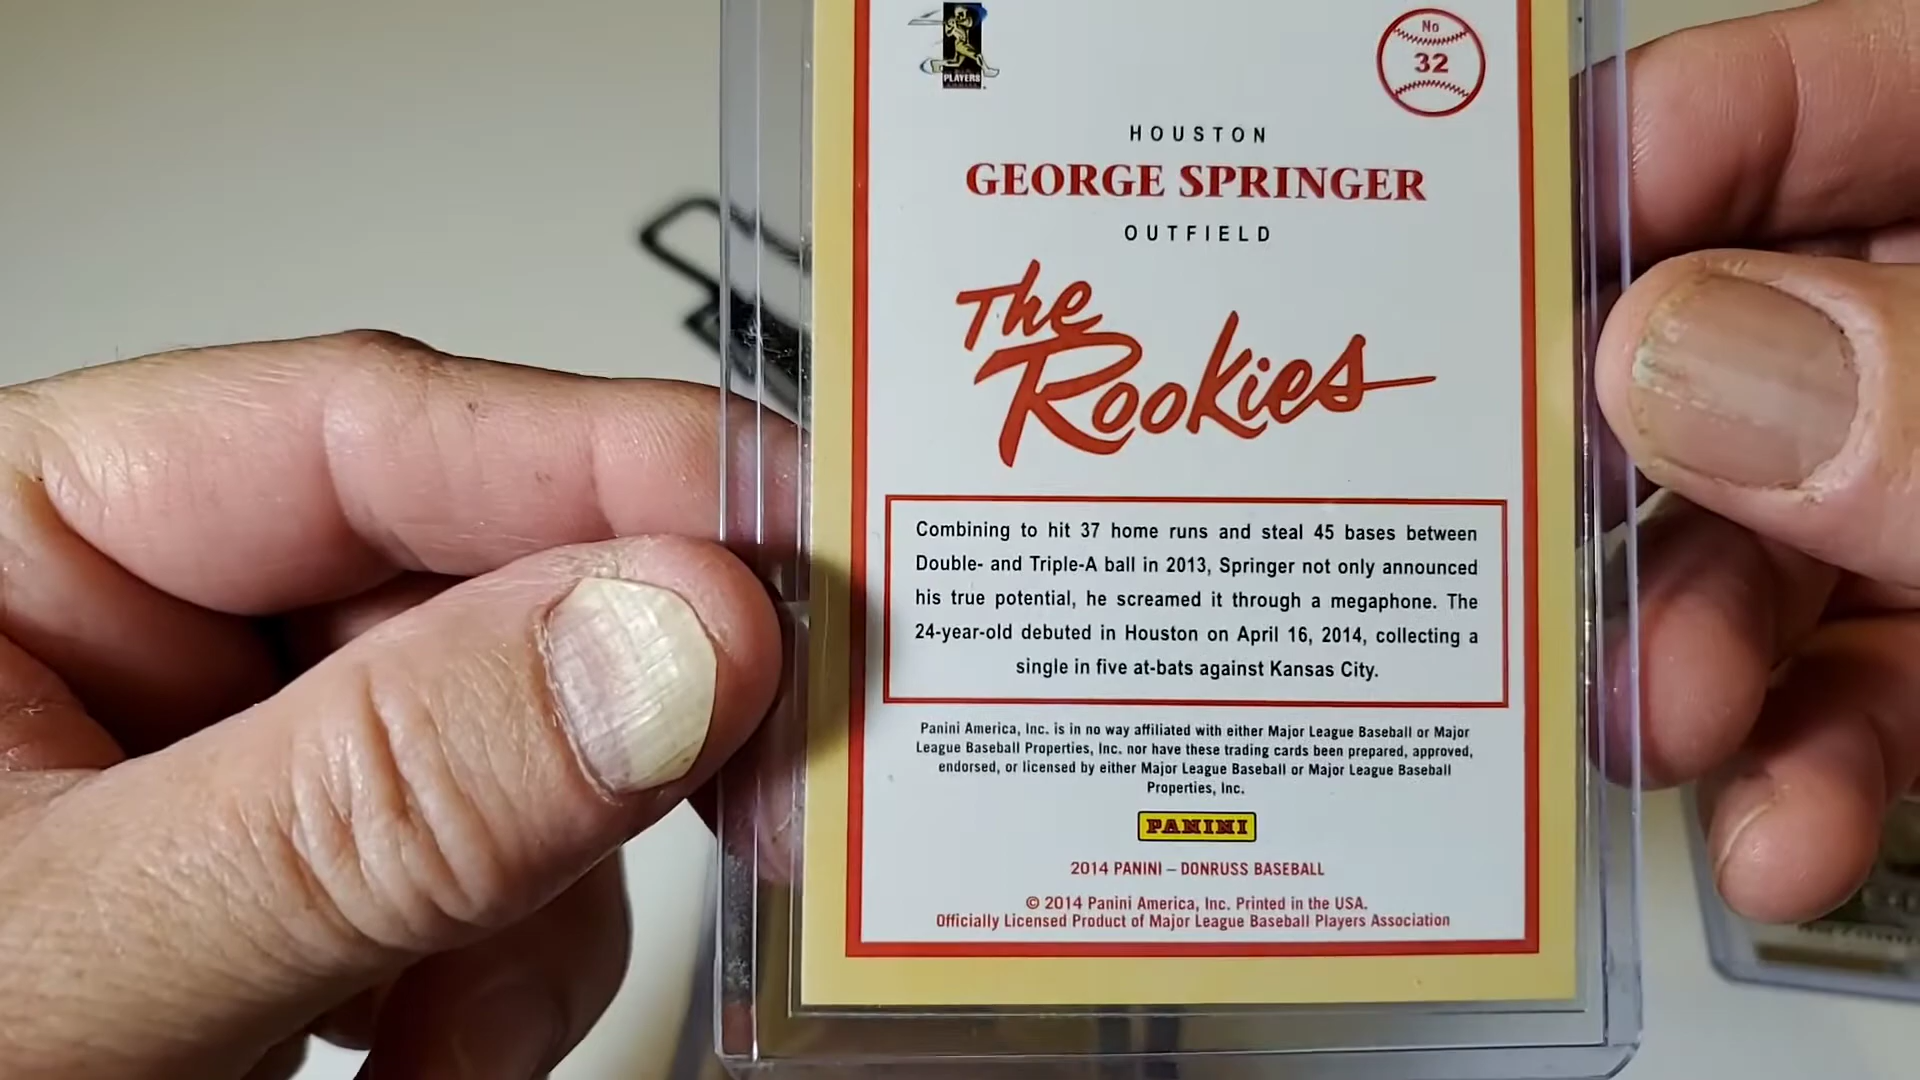 PLAYERS
No
32
HOUSTON
GEORGE SPRINGER
OUTFIELD
The
Rookies
Combining to hit 37 home runs and steal 45 bases between
Double- and Triple-A ball in 2013, Springer not only announced
his true potential, he screamed it through a megaphone. The
24-year-old debuted in Houston on April 16, 2014, collecting a
single in five at-bats against Kansas City.
Panini America, Inc. is in no way affiliated with either Major League Baseball or Major
League Baseball Properties, Inc. nor have these trading cards been prepared, approved,
endorsed, or licensed by either Major League Baseball or Major League Baseball
Properties, Inc.
PANINI
2014 PANINI – DONRUSS BASEBALL
© 2014 Panini America, Inc. Printed in the USA.
Officially Licensed Product of Major League Baseball Players Association